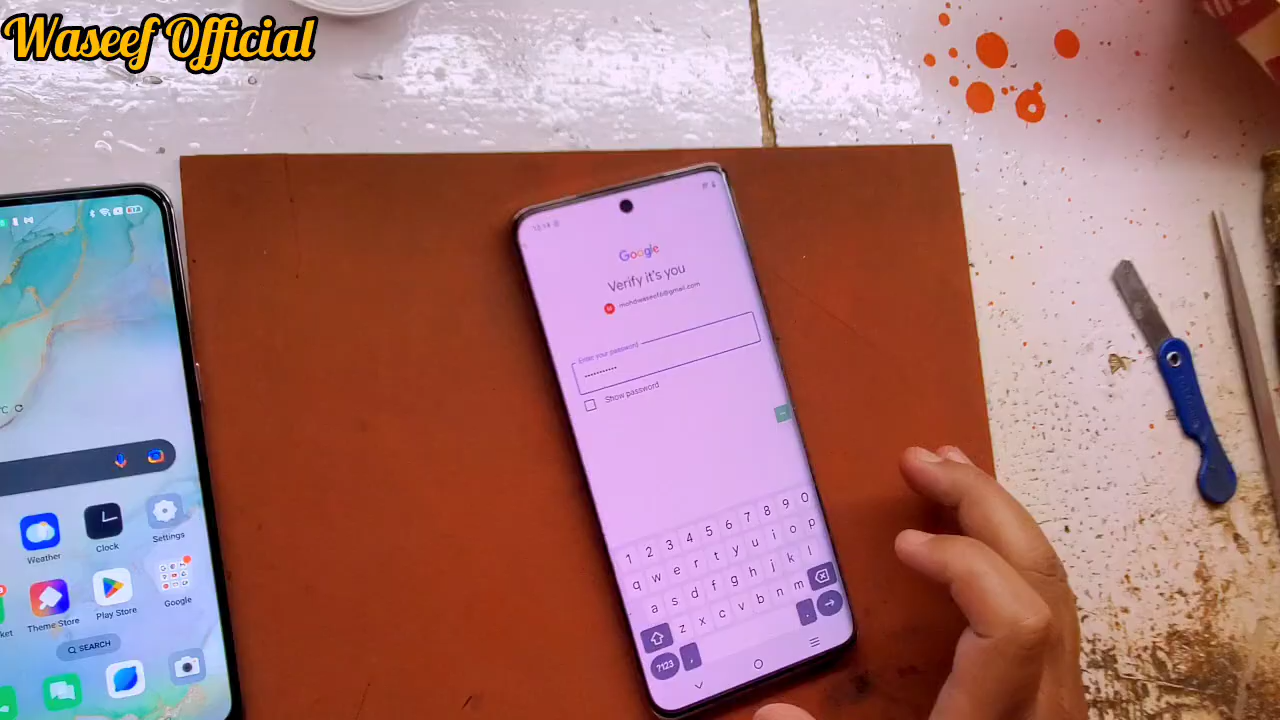 Waseef Official
Google
Verify it's you
Enter your password
•••••••••••
Show password
1 2 3 4 5 6 7 8 9 0
q w e r t y u i o p
a s d f g h j k l
z x c v b n m
?123 , .
Weather
Clock
Settings
Theme Store
Play Store
Google
SEARCH